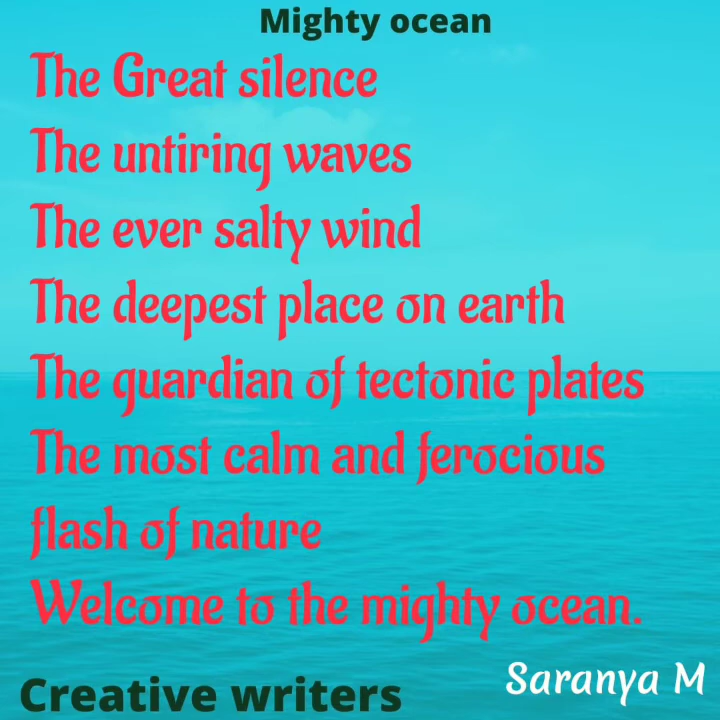 Mighty ocean
The Great silence
The untiring waves
The ever salty wind
The deepest place on earth
The guardian of tectonic plates
The most calm and ferocious
flash of nature
Welcome to the mighty ocean.
Saranya M
Creative writers